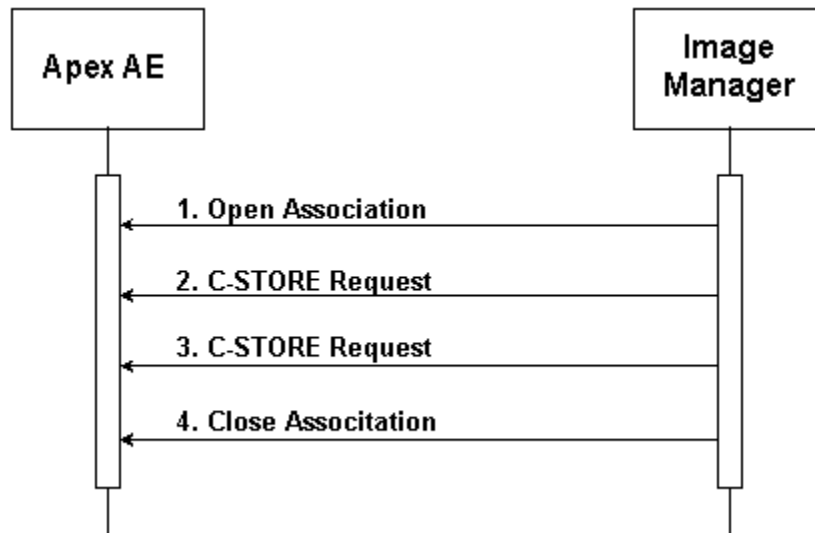 Apex AE
Image
Manager
1. Open Association
2. C-STORE Request
3. C-STORE Request
4. Close Associtation